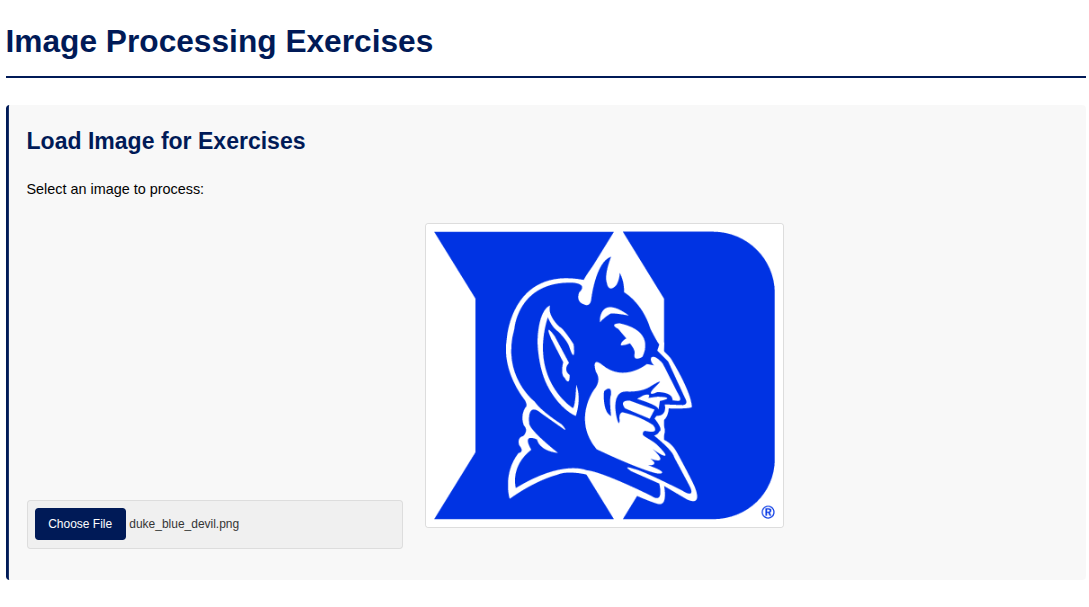 Image Processing Exercises
Load Image for Exercises
Select an image to process:
Choose File duke_blue_devil.png
®